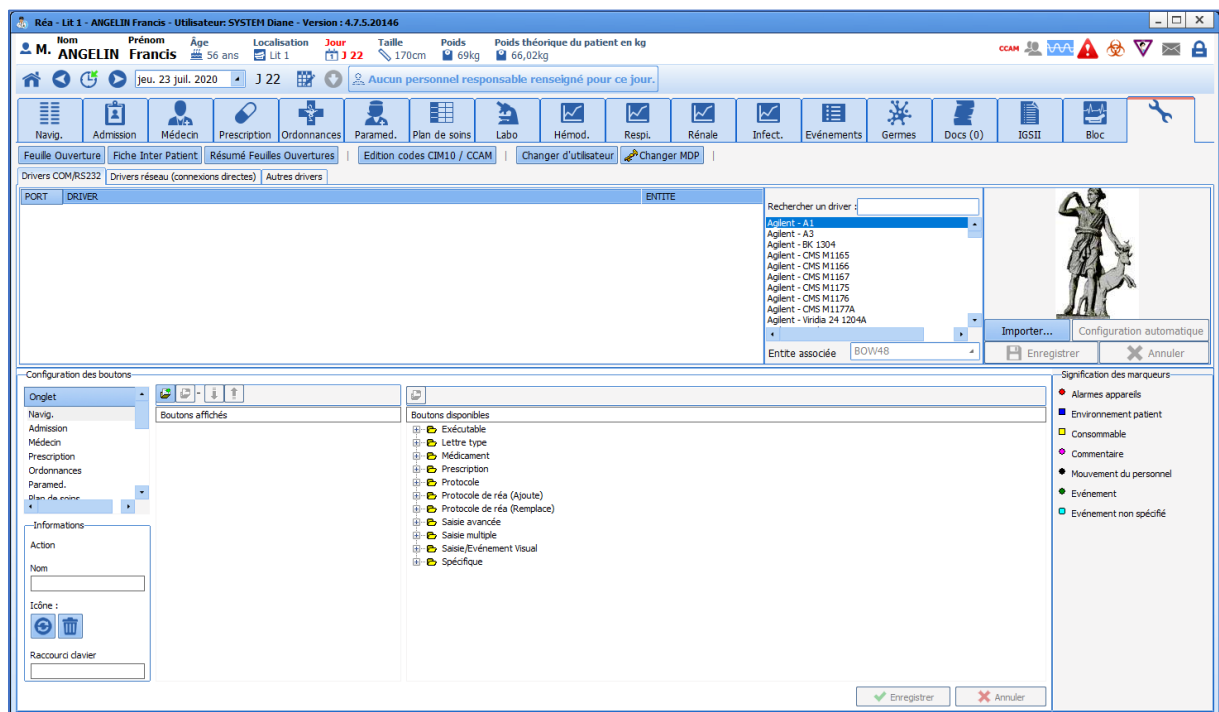 Réa - Lit 1 - ANGELIN Francis - Utilisateur: SYSTEM Diane - Version : 4.7.5.20146
Nom Prénom Âge Localisation Jour Taille Poids Poids théorique du patient en kg
M. ANGELIN Francis 56 ans Lit 1 J 22 170cm 69kg 66,02kg
CCAM
jeu. 23 juil. 2020 J 22 Aucun personnel responsable renseigné pour ce jour.
Navig. Admission Médecin Prescription Ordonnances Paramed. Plan de soins Labo Hémod. Respi. Rénale Infect. Evénements Germes Docs (0) IGSII Bloc
Feuille Ouverture Fiche Inter Patient Résumé Feuilles Ouvertures | Edition codes CIM10 / CCAM | Changer d'utilisateur Changer MDP |
Drivers COM/RS232 Drivers réseau (connexions directes) Autres drivers
PORT DRIVER ENTITE
Rechercher un driver :
Agilent - A1
Agilent - A3
Agilent - BK 1304
Agilent - CMS M1165
Agilent - CMS M1166
Agilent - CMS M1167
Agilent - CMS M1175
Agilent - CMS M1176
Agilent - CMS M1177A
Agilent - Viridia 24 1204A
Entite associée BOW48
Importer... Configuration automatique
Enregistrer Annuler
Configuration des boutons
Onglet
Navig.
Admission
Médecin
Prescription
Ordonnances
Paramed.
Plan de soins
Informations
Action
Nom
Icône :
Raccourci clavier
Boutons affichés
Boutons disponibles
Exécutable
Lettre type
Médicament
Prescription
Protocole
Protocole de réa (Ajoute)
Protocole de réa (Remplace)
Saisie avancée
Saisie multiple
Saisie/Evénement Visual
Spécifique
Enregistrer Annuler
Signification des marqueurs
Alarmes appareils
Environnement patient
Consommable
Commentaire
Mouvement du personnel
Evénement
Evénement non spécifié